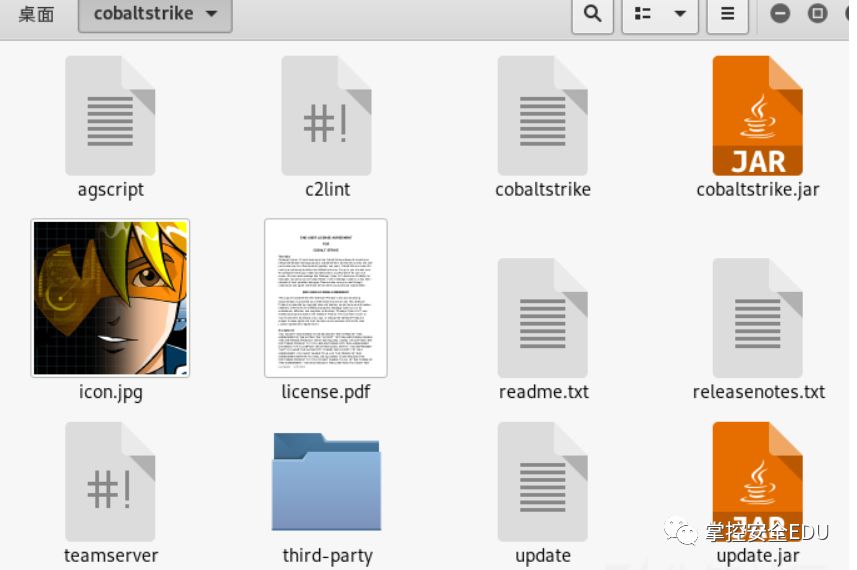 桌面 cobaltstrike
agscript c2lint cobaltstrike JAR cobaltstrike.jar
icon.jpg license.pdf readme.txt releasenotes.txt
teamserver third-party update JAR update.jar
掌控安全EDU